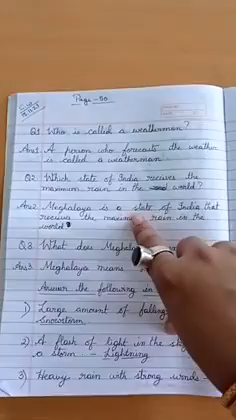 Page - 50
Q1 Who is called a weatherman?
Ans1. A person who forecasts the weather
is called a weatherman
Q2. Which state of India receives the
maximum rain in the world?
Ans2. Meghalaya is a state of India that
receives the rain in the
world
Q.3 What does
Ans3. Meghalaya means
Answer the following in
1) Large amount of falling
Snowstorm
2) A flash of light in the
a storm - Lightning
3) Heavy rain with strong winds -